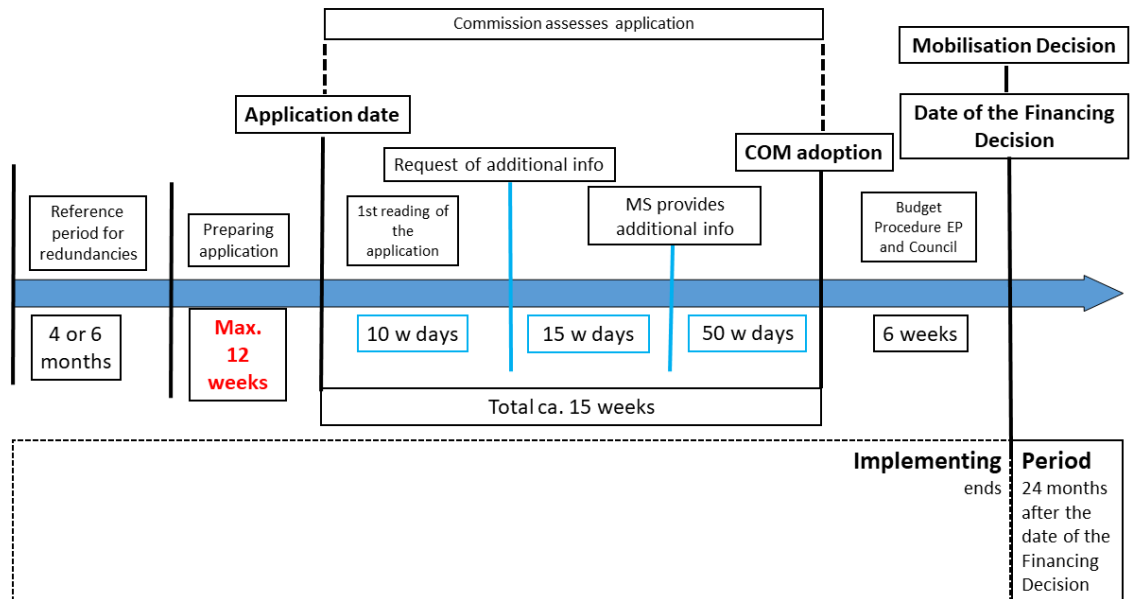 Commission assesses application
Mobilisation Decision
Application date
Date of the Financing
Decision
COM adoption
Request of additional info
Reference
period for
redundancies
Preparing
application
1st reading of
the
application
MS provides
additional info
Budget
Procedure EP
and Council
4 or 6
months
Max.
12
weeks
10 w days
15 w days
50 w days
6 weeks
Total ca. 15 weeks
Implementing
ends
Period
24 months
after the
date of the
Financing
Decision